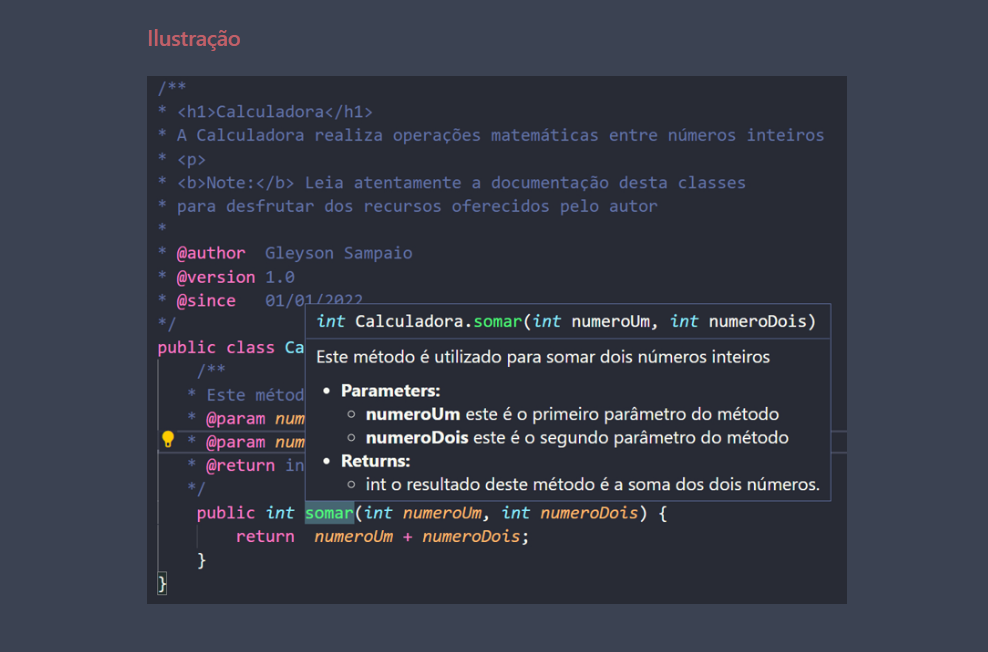 Ilustração
/**
* <h1>Calculadora</h1>
* A Calculadora realiza operações matemáticas entre números inteiros
* <p>
* <b>Note:</b> Leia atentamente a documentação desta classes
* para desfrutar dos recursos oferecidos pelo autor
*
* @author Gleyson Sampaio
* @version 1.0
* @since 01/01/2022
*/
public class Ca
/**
* Este métod
* @param num
* @param num
* @return in
*/
int Calculadora.somar(int numeroUm, int numeroDois)
Este método é utilizado para somar dois números inteiros
• Parameters:
○ numeroUm este é o primeiro parâmetro do método
○ numeroDois este é o segundo parâmetro do método
• Returns:
○ int o resultado deste método é a soma dos dois números.
public int somar(int numeroUm, int numeroDois) {
return numeroUm + numeroDois;
}
}